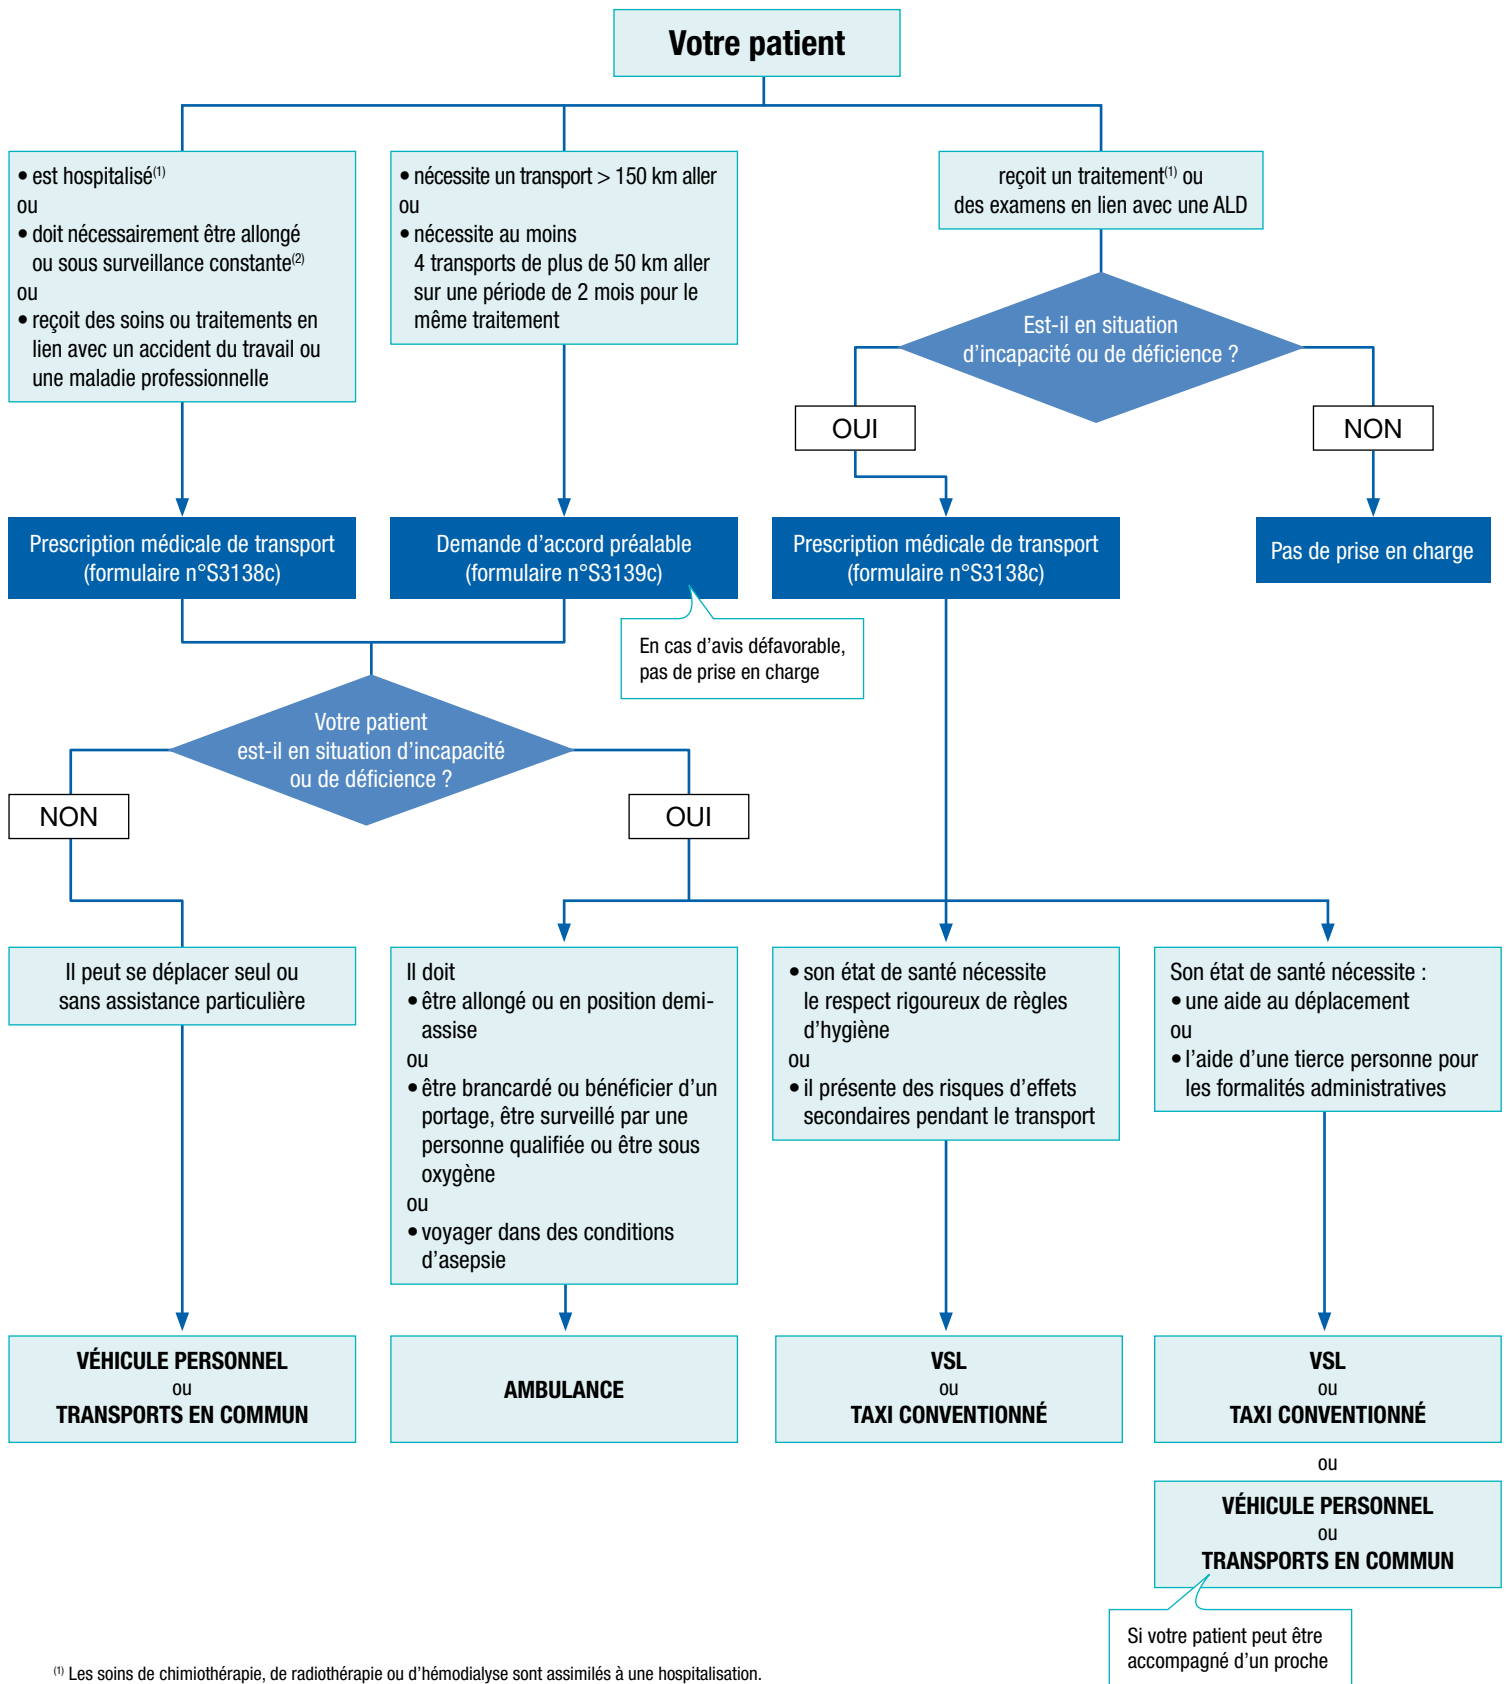 Votre patient
• est hospitalisé(1)
ou
• doit nécessairement être allongé
ou sous surveillance constante(2)
ou
• reçoit des soins ou traitements en
lien avec un accident du travail ou
une maladie professionnelle
• nécessite un transport > 150 km aller
ou
• nécessite au moins
4 transports de plus de 50 km aller
sur une période de 2 mois pour le
même traitement
reçoit un traitement(1) ou
des examens en lien avec une ALD
Est-il en situation
d'incapacité ou de déficience ?
OUI
NON
Prescription médicale de transport
(formulaire n°S3138c)
Demande d'accord préalable
(formulaire n°S3139c)
Prescription médicale de transport
(formulaire n°S3138c)
Pas de prise en charge
En cas d'avis défavorable,
pas de prise en charge
Votre patient
est-il en situation d'incapacité
ou de déficience ?
NON
OUI
Il peut se déplacer seul ou
sans assistance particulière
Il doit
• être allongé ou en position demi-
assise
ou
• être brancardé ou bénéficier d'un
portage, être surveillé par une
personne qualifiée ou être sous
oxygène
ou
• voyager dans des conditions
d'asepsie
• son état de santé nécessite
le respect rigoureux de règles
d'hygiène
ou
• il présente des risques d'effets
secondaires pendant le transport
Son état de santé nécessite :
• une aide au déplacement
ou
• l'aide d'une tierce personne pour
les formalités administratives
VÉHICULE PERSONNEL
ou
TRANSPORTS EN COMMUN
AMBULANCE
VSL
ou
TAXI CONVENTIONNÉ
VSL
ou
TAXI CONVENTIONNÉ
ou
VÉHICULE PERSONNEL
ou
TRANSPORTS EN COMMUN
Si votre patient peut être
accompagné d'un proche
(1) Les soins de chimiothérapie, de radiothérapie ou d'hémodialyse sont assimilés à une hospitalisation.